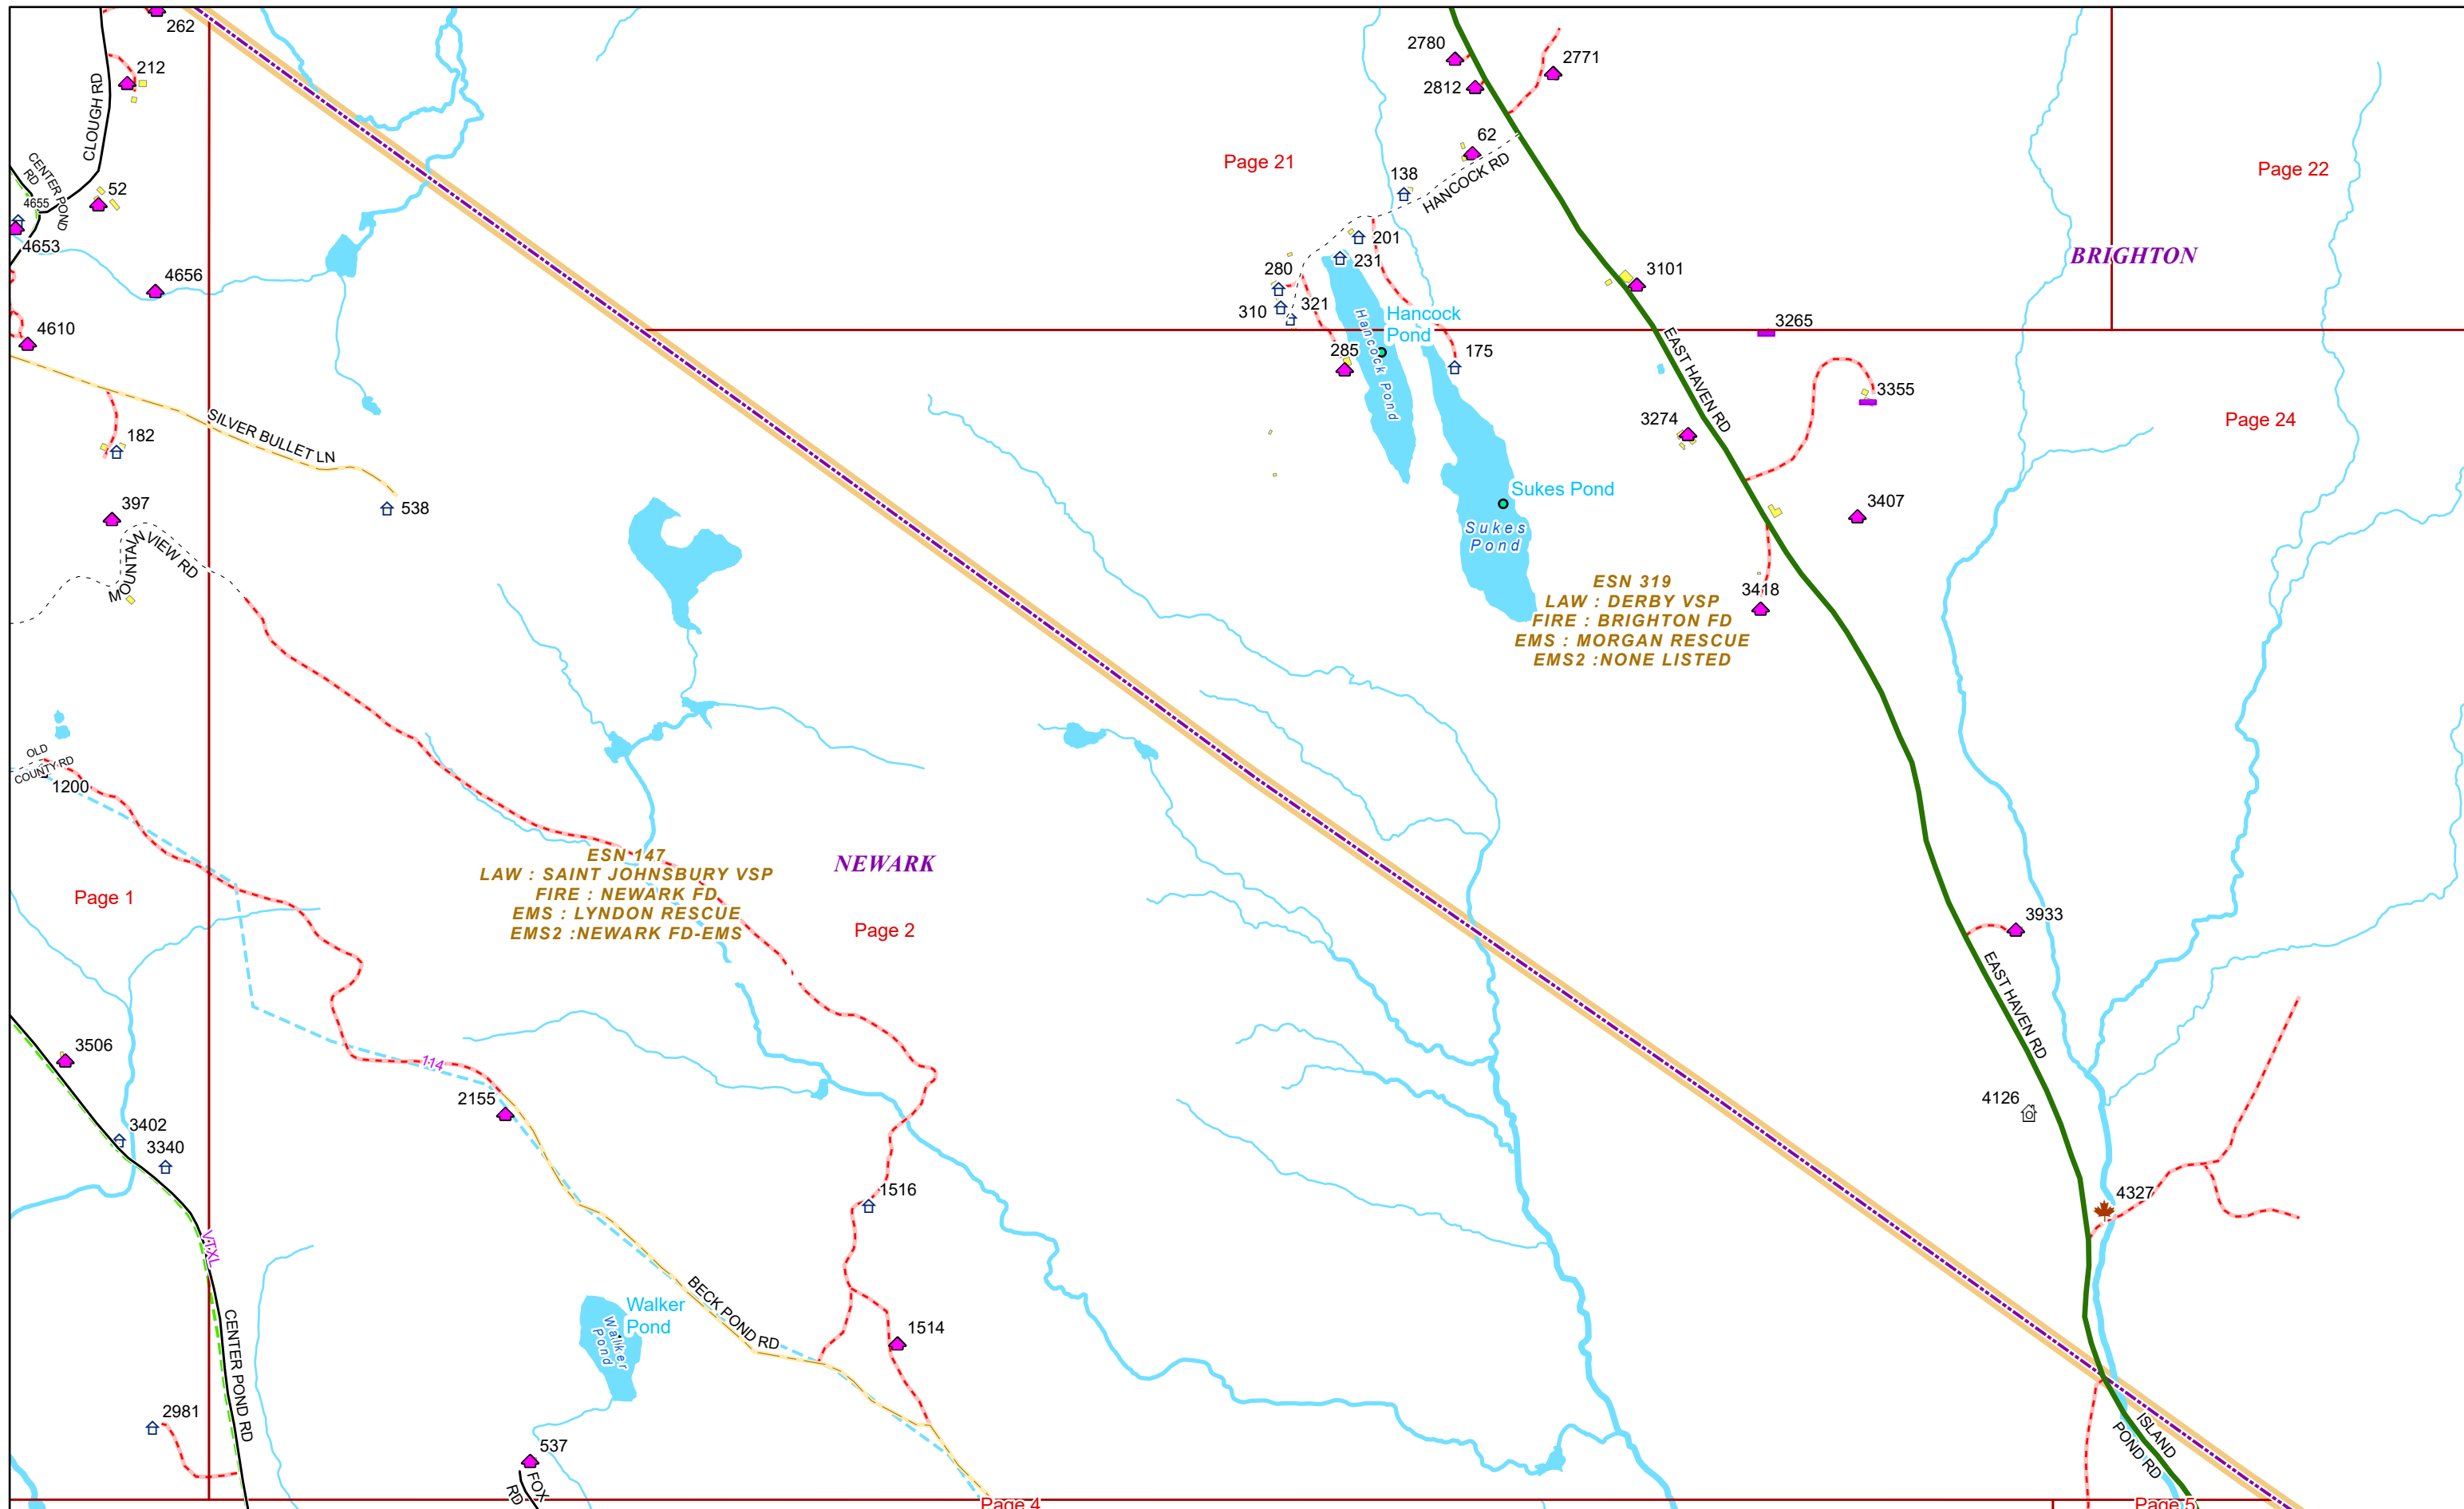 262
212
CLOUGH RD
CENTER POND
RD
4655
52
4653
4656
4610
SILVER BULLET LN
182
538
397
MOUNTAIN VIEW RD
OLD
COUNTY RD
1200
Page 1
3506
3402
3340
VTXL
CENTER POND RD
2981
ESN 147
LAW : SAINT JOHNSBURY VSP
FIRE : NEWARK FD
EMS : LYNDON RESCUE
EMS2 :NEWARK FD-EMS
NEWARK
Page 2
114
2155
1516
1514
BECK POND RD
Walker
Pond
Walker
Pond
537
FOX
RD
Page 4
2780
2771
2812
62
138
HANCOCK RD
Page 21
201
231
280
310
321
Hancock
Pond
Hancock Pond
285
175
Sukes Pond
Sukes
Pond
3101
3265
EAST HAVEN RD
3355
3274
3407
3418
ESN 319
LAW : DERBY VSP
FIRE : BRIGHTON FD
EMS : MORGAN RESCUE
EMS2 :NONE LISTED
Page 22
BRIGHTON
Page 24
3933
EAST HAVEN RD
4126
4327
ISLAND
POND RD
Page 5